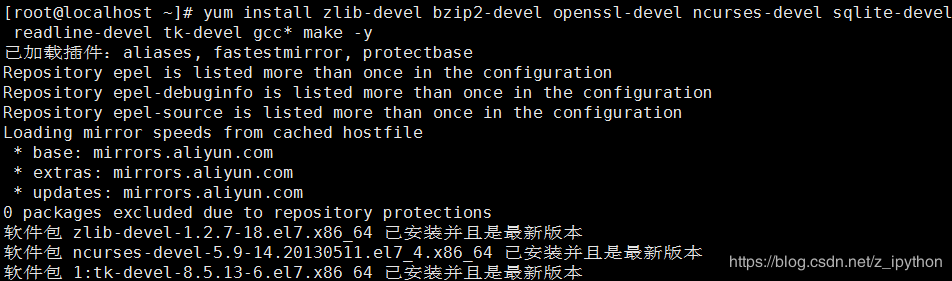 [root@localhost ~]# yum install zlib-devel bzip2-devel openssl-devel ncurses-devel sqlite-devel
readline-devel tk-devel gcc* make -y
已加载插件：aliases, fastestmirror, protectbase
Repository epel is listed more than once in the configuration
Repository epel-debuginfo is listed more than once in the configuration
Repository epel-source is listed more than once in the configuration
Loading mirror speeds from cached hostfile
* base: mirrors.aliyun.com
* extras: mirrors.aliyun.com
* updates: mirrors.aliyun.com
0 packages excluded due to repository protections
软件包 zlib-devel-1.2.7-18.el7.x86_64 已安装并且是最新版本
软件包 ncurses-devel-5.9-14.20130511.el7_4.x86_64 已安装并且是最新版本
软件包 1:tk-devel-8.5.13-6.el7.x86_64 已安装并且是最新版本
https://blog.csdn.net/z_ipython